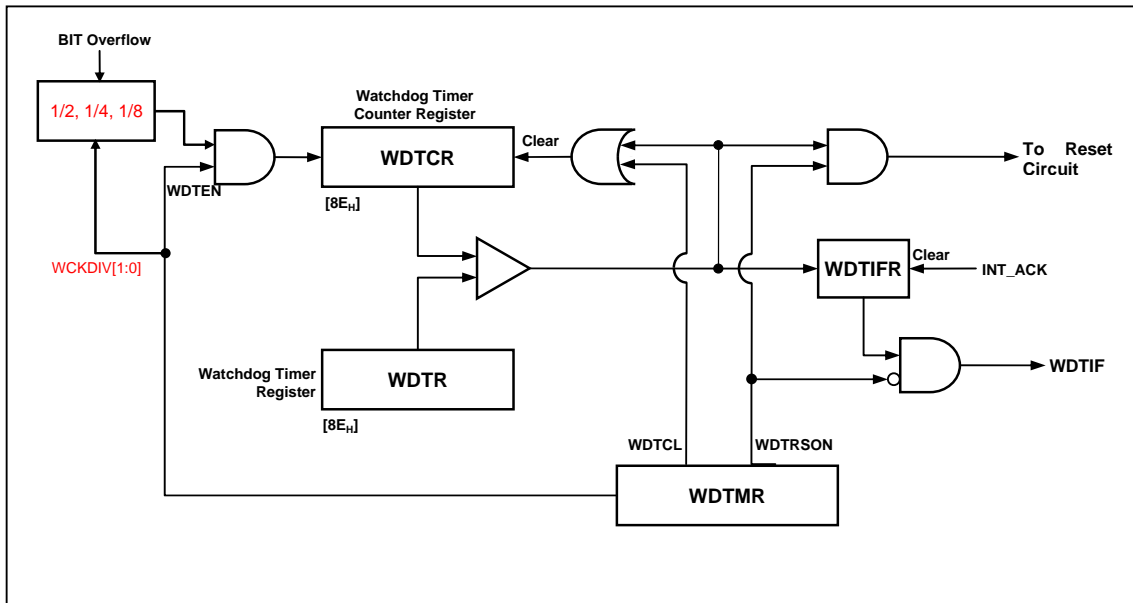 BIT Overflow
1/2, 1/4, 1/8
Watchdog Timer
Counter Register
WDTCR
[8EH]
Clear
To Reset
Circuit
WDTEN
WCKDIV[1:0]
WDTIFR
Clear
INT_ACK
Watchdog Timer
Register
WDTR
[8EH]
WDTIF
WDTCL
WDTRSON
WDTMR